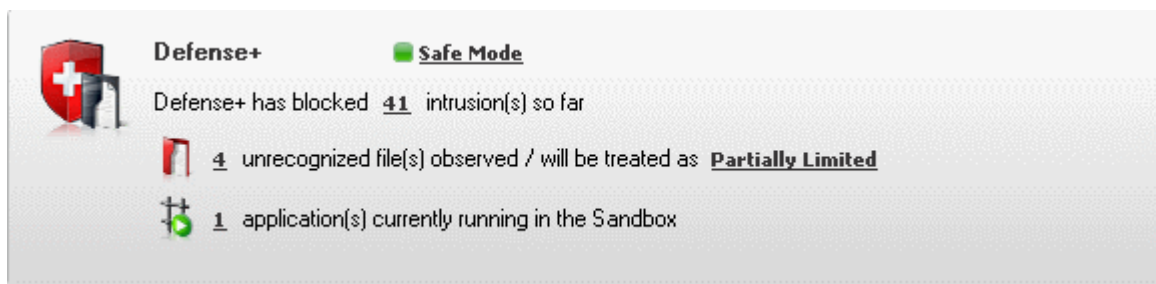 Defense+ Safe Mode
Defense+ has blocked 41 intrusion(s) so far
4 unrecognized file(s) observed / will be treated as Partially Limited
1 application(s) currently running in the Sandbox